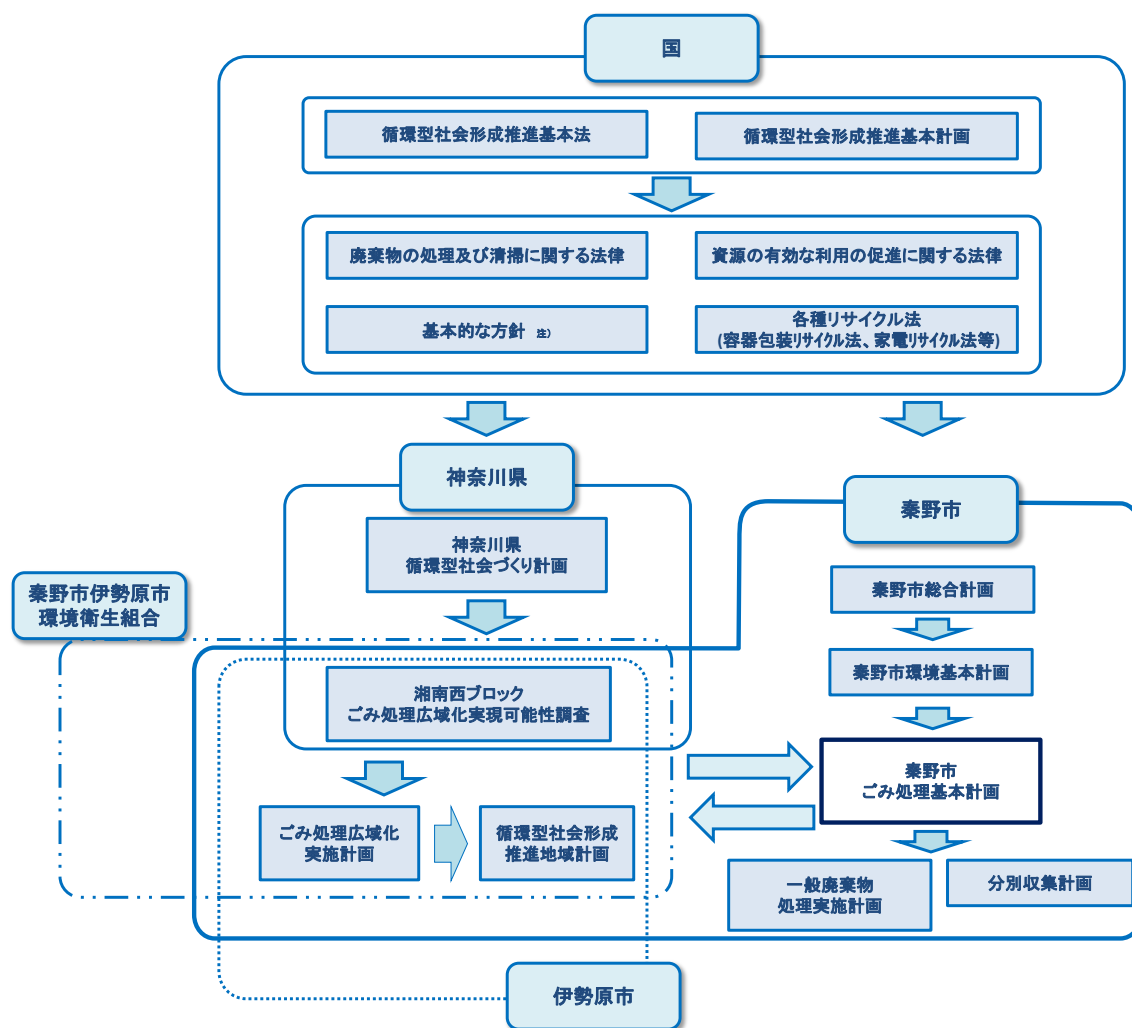 国
循環型社会形成推進基本法
循環型社会形成推進基本計画
廃棄物の処理及び清掃に関する法律
資源の有効な利用の促進に関する法律
基本的な方針 注)
各種リサイクル法
(容器包装リサイクル法、家電リサイクル法等)
神奈川県
神奈川県
循環型社会づくり計画
秦野市
秦野市総合計画
秦野市環境基本計画
秦野市伊勢原市
環境衛生組合
湘南西ブロック
ごみ処理広域化実現可能性調査
秦野市
ごみ処理基本計画
ごみ処理広域化
実施計画
循環型社会形成
推進地域計画
一般廃棄物
処理実施計画
分別収集計画
伊勢原市